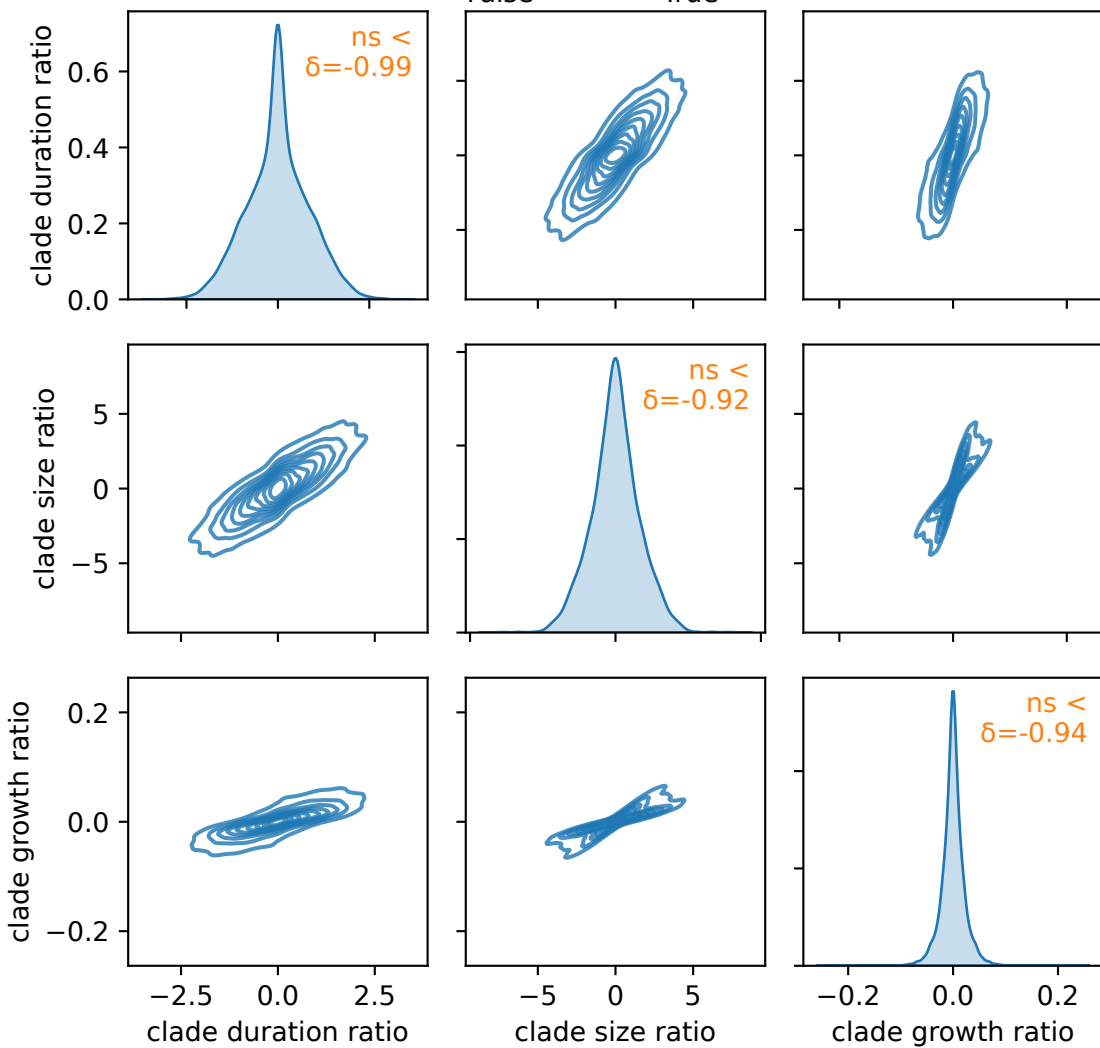 clade duration ratio
0.6
0.4
0.2
0.0
ns <
δ=-0.99
clade size ratio
5
0
−5
ns <
δ=-0.92
clade growth ratio
0.2
0.0
−0.2
ns <
δ=-0.94
−2.5 0.0 2.5
−5 0 5
−0.2 0.0 0.2
clade duration ratio
clade size ratio
clade growth ratio